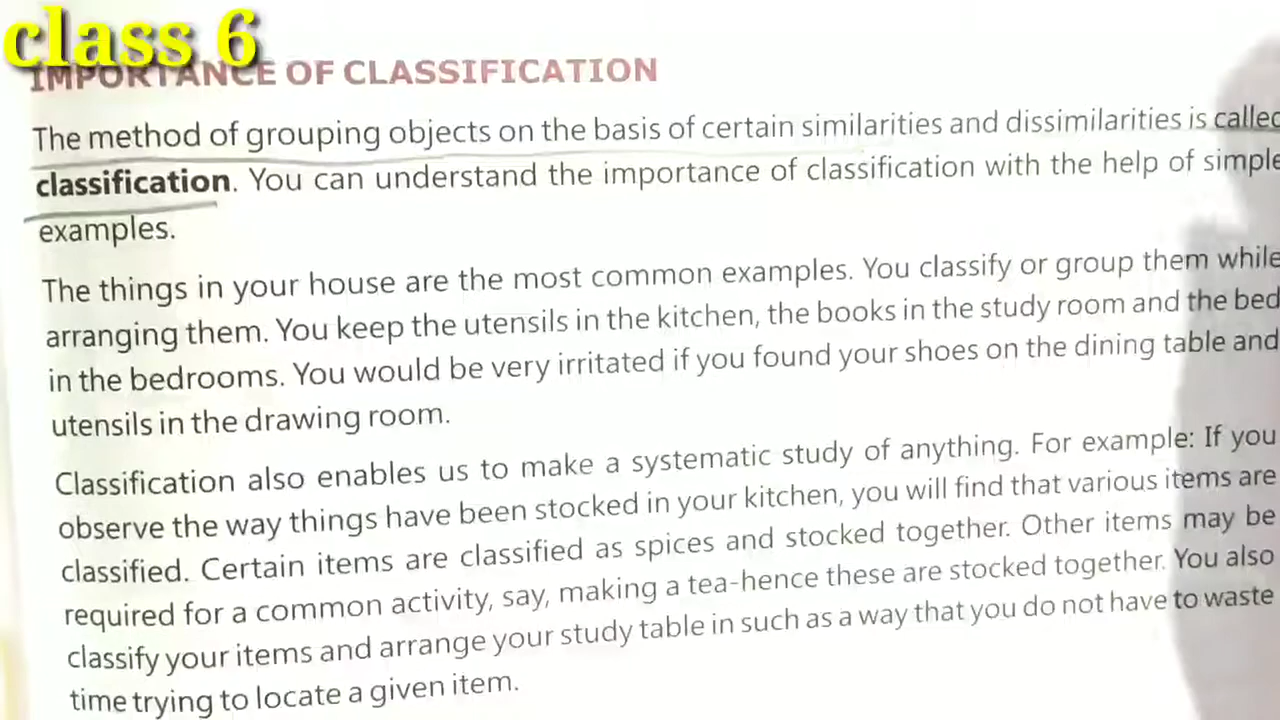 class 6
IMPORTANCE OF CLASSIFICATION
The method of grouping objects on the basis of certain similarities and dissimilarities is called
classification. You can understand the importance of classification with the help of simple
examples.
The things in your house are the most common examples. You classify or group them while
arranging them. You keep the utensils in the kitchen, the books in the study room and the bed
in the bedrooms. You would be very irritated if you found your shoes on the dining table and
utensils in the drawing room.
Classification also enables us to make a systematic study of anything. For example: If you
observe the way things have been stocked in your kitchen, you will find that various items are
classified. Certain items are classified as spices and stocked together. Other items may be
required for a common activity, say, making a tea-hence these are stocked together. You also
classify your items and arrange your study table in such as a way that you do not have to waste
time trying to locate a given item.